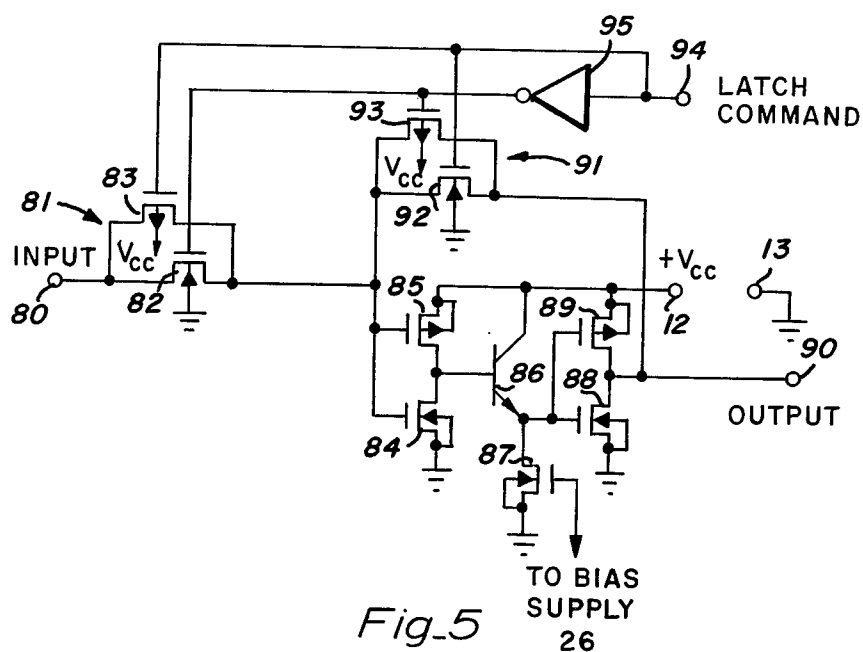 95
94
LATCH
COMMAND
93
91
83
81
VCC
92
INPUT
VCC
82
80
+VCC
13
85
89
12
86
90
88
OUTPUT
84
87
TO BIAS
SUPPLY
26
Fig_5